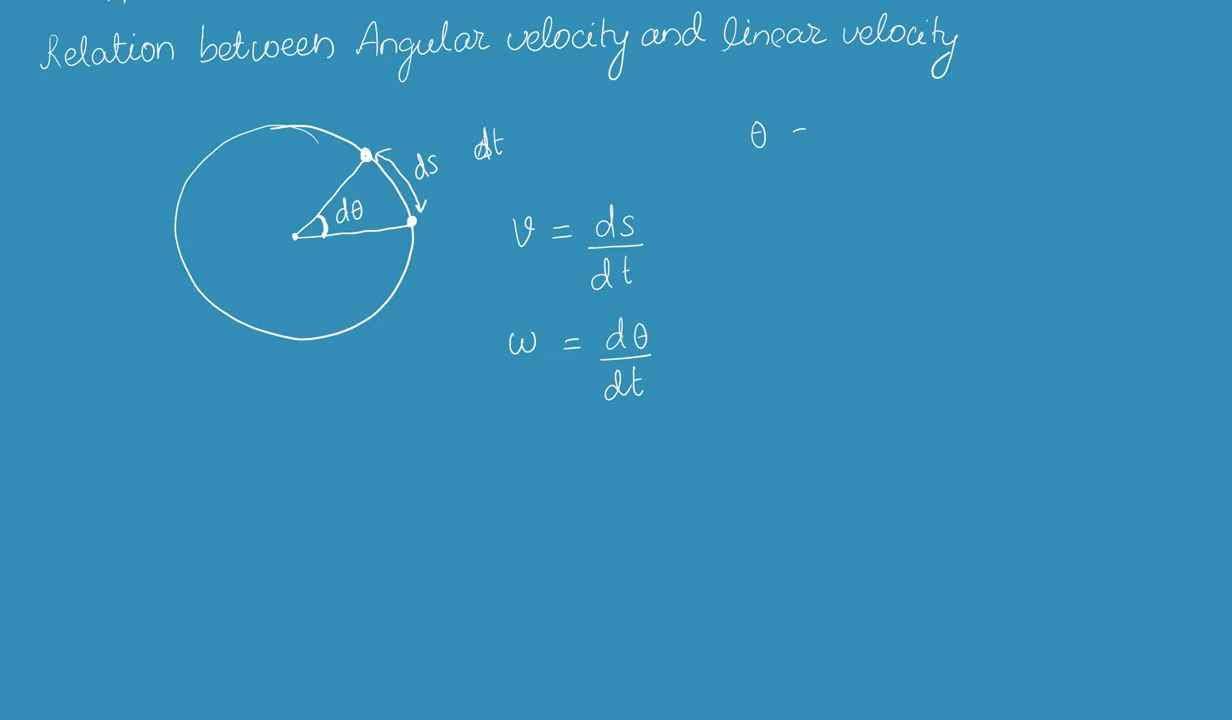 Relation between Angular velocity and linear velocity
dθ
ds
dt
θ -
v = ds/dt
ω = dθ/dt